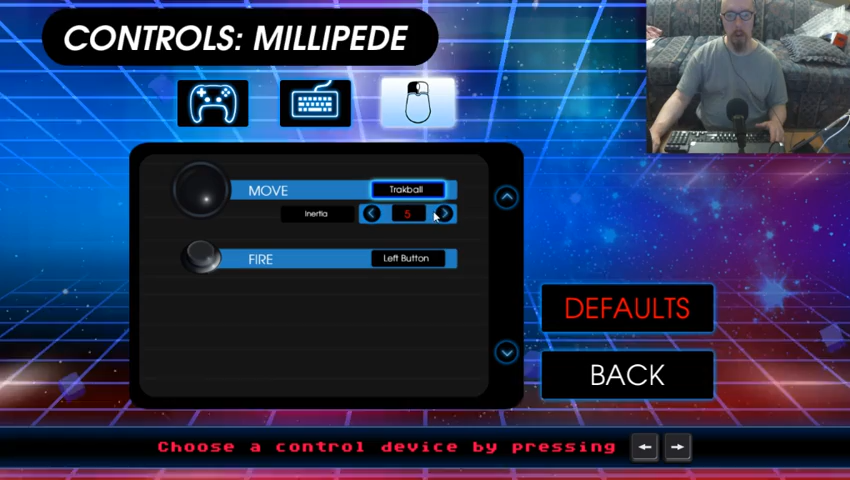 CONTROLS: MILLIPEDE
MOVE
Trakball
Inertia
5
FIRE
Left Button
DEFAULTS
BACK
Choose a control device by pressing